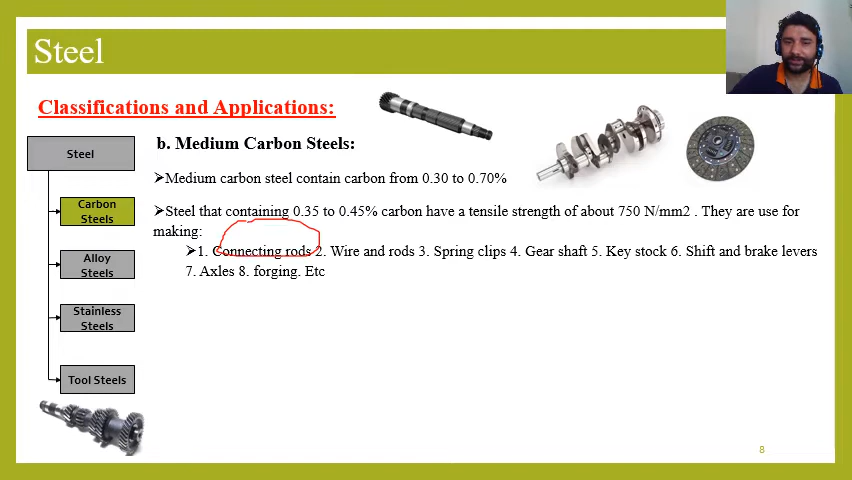 Steel
Classifications and Applications:
Steel
Carbon
Steels
Alloy
Steels
Stainless
Steels
Tool Steels
b. Medium Carbon Steels:
➢Medium carbon steel contain carbon from 0.30 to 0.70%
➢Steel that containing 0.35 to 0.45% carbon have a tensile strength of about 750 N/mm2 . They are use for
making:
➢1. Connecting rods 2. Wire and rods 3. Spring clips 4. Gear shaft 5. Key stock 6. Shift and brake levers
7. Axles 8. forging. Etc
8